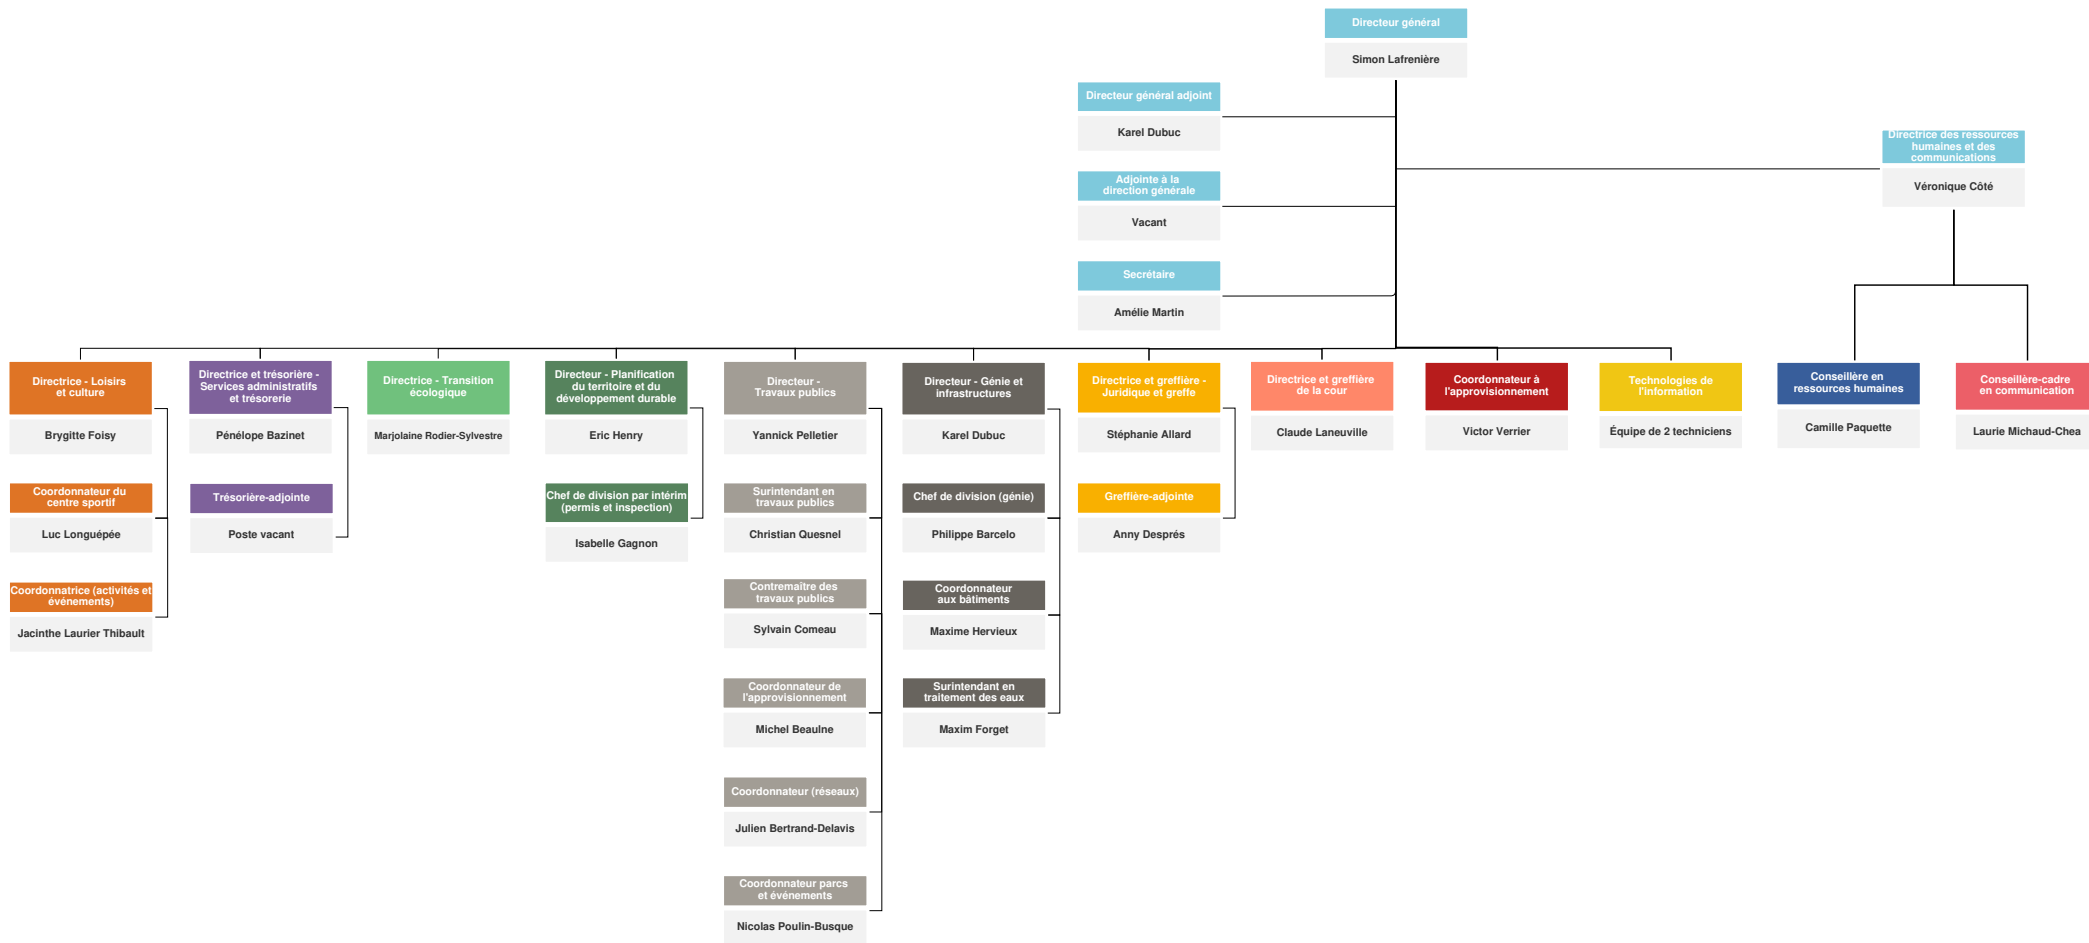 Directeur général
Simon Lafrenière
Directeur général adjoint
Karel Dubuc
Directrice des ressources
humaines et des
communications
Véronique Côté
Adjointe à la
direction générale
Vacant
Secrétaire
Amélie Martin
Directrice - Loisirs
et culture
Brygitte Foisy
Coordonnateur du
centre sportif
Luc Longuépée
Coordonnatrice (activités et
événements)
Jacinthe Laurier Thibault
Directrice et trésorière -
Services administratifs
et trésorerie
Pénélope Bazinet
Trésorière-adjointe
Poste vacant
Directrice - Transition
écologique
Marjolaine Rodier-Sylvestre
Directeur - Planification
du territoire et du
développement durable
Eric Henry
Chef de division par intérim
(permis et inspection)
Isabelle Gagnon
Directeur -
Travaux publics
Yannick Pelletier
Surintendant en
travaux publics
Christian Quesnel
Contremaître des
travaux publics
Sylvain Comeau
Coordonnateur de
l'approvisionnement
Michel Beaulne
Coordonnateur (réseaux)
Julien Bertrand-Delavis
Coordonnateur parcs
et événements
Nicolas Poulin-Busque
Directeur - Génie et
infrastructures
Karel Dubuc
Chef de division (génie)
Philippe Barcelo
Coordonnateur
aux bâtiments
Maxime Hervieux
Surintendant en
traitement des eaux
Maxim Forget
Directrice et greffière -
Juridique et greffe
Stéphanie Allard
Greffière-adjointe
Anny Després
Directrice et greffière
de la cour
Claude Laneuville
Coordonnateur à
l'approvisionnement
Victor Verrier
Technologies de
l'information
Équipe de 2 techniciens
Conseillère en
ressources humaines
Camille Paquette
Conseillère-cadre
en communication
Laurie Michaud-Chea